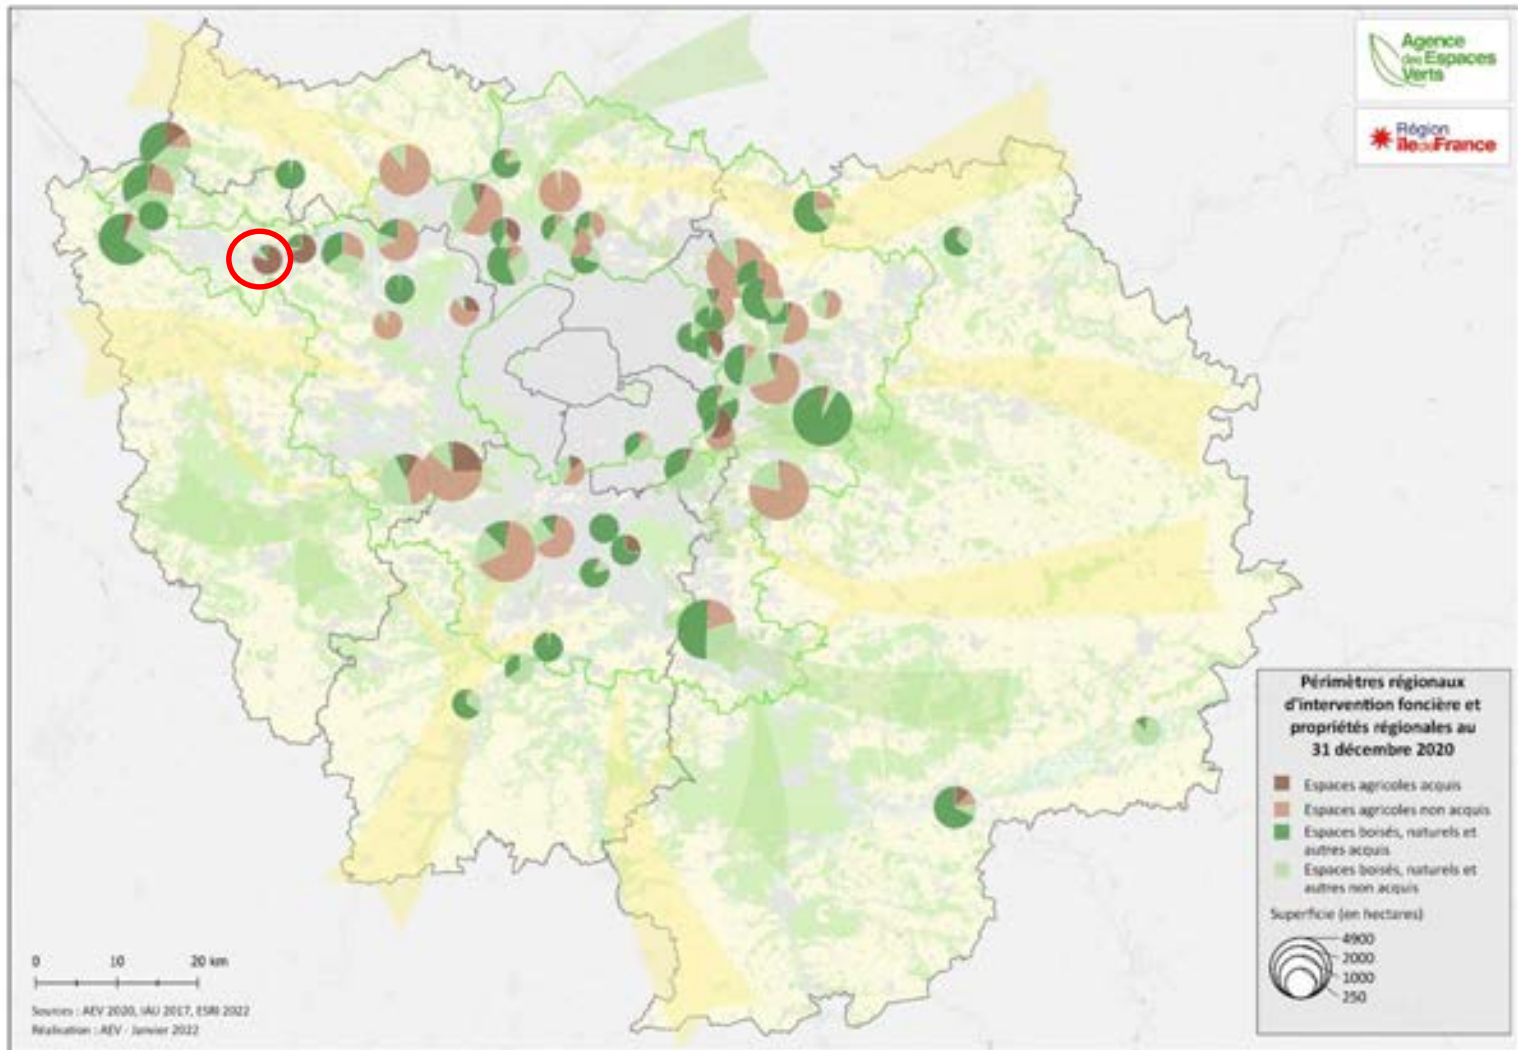 Agence
des Espaces
Verts
Région
île de France
Périmètres régionaux
d'intervention foncière et
propriétés régionales au
31 décembre 2020
Espaces agricoles acquis
Espaces agricoles non acquis
Espaces boisés, naturels et
autres acquis
Espaces boisés, naturels et
autres non acquis
Superficie (en hectares)
4900
2000
1000
250
0 10 20 km
Sources : AEV 2020, IAU 2017, ESRI 2022
Réalisation : AEV - Janvier 2022